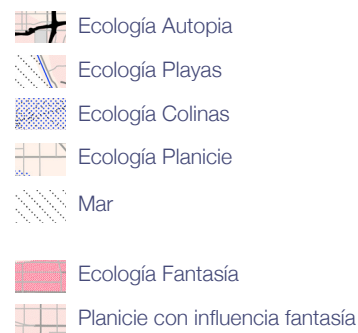 Ecología Autopia
Ecología Playas
Ecología Colinas
Ecología Planicie
Mar
Ecología Fantasía
Planicie con influencia fantasía